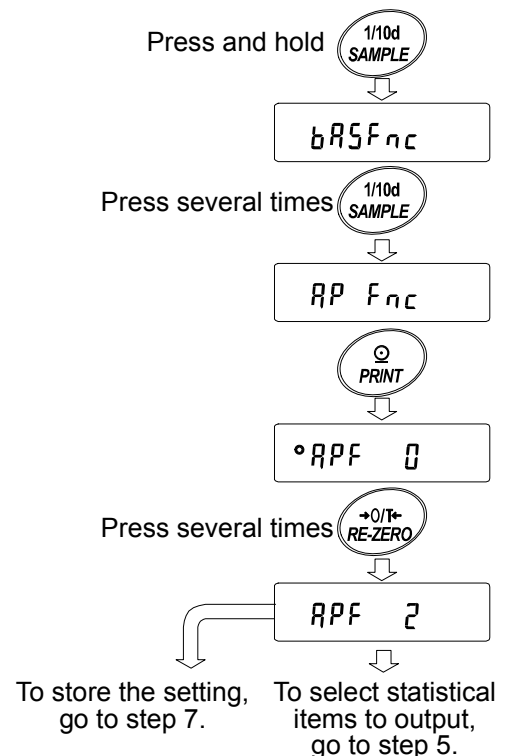 Press and hold
1/10d
SAMPLE
bASFnc
Press several times
1/10d
SAMPLE
AP Fnc
PRINT
APF 0
Press several times
→0/T←
RE-ZERO
APF 2
To store the setting,
go to step 7.
To select statistical
items to output,
go to step 5.